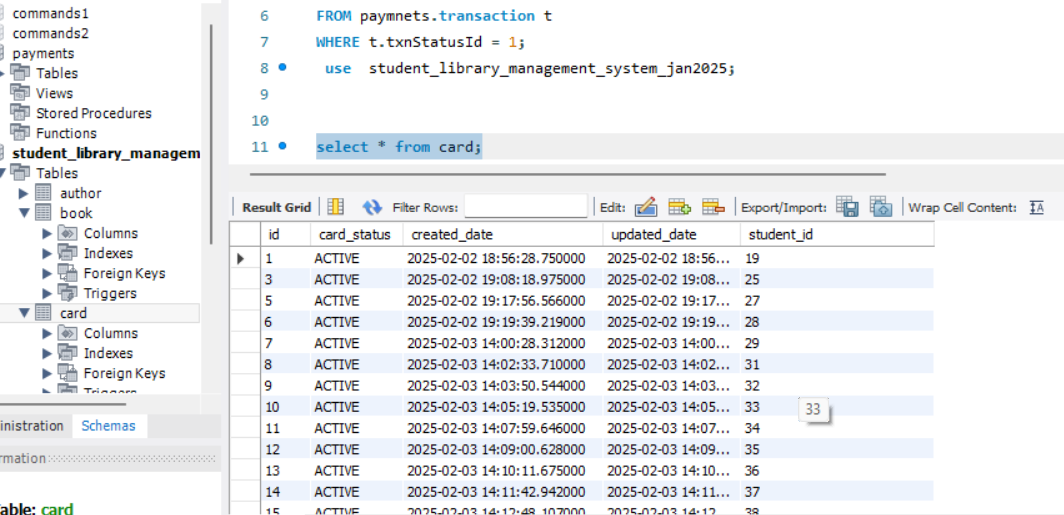 commands1
commands2
payments
Tables
Views
Stored Procedures
Functions
student_library_managem
Tables
author
book
Columns
Indexes
Foreign Keys
Triggers
card
Columns
Indexes
Foreign Keys
Triggers
inistration Schemas
rmation
able: card
6 FROM paymnets.transaction t
7 WHERE t.txnStatusId = 1;
8 use student_library_management_system_jan2025;
9
10
11 select * from card;
Result Grid Filter Rows: Edit: Export/Import: Wrap Cell Content: IA
id card_status created_date updated_date student_id
1 ACTIVE 2025-02-02 18:56:28.750000 2025-02-02 18:56... 19
3 ACTIVE 2025-02-02 19:08:18.975000 2025-02-02 19:08... 25
5 ACTIVE 2025-02-02 19:17:56.566000 2025-02-02 19:17... 27
6 ACTIVE 2025-02-02 19:19:39.219000 2025-02-02 19:19... 28
7 ACTIVE 2025-02-03 14:00:28.312000 2025-02-03 14:00... 29
8 ACTIVE 2025-02-03 14:02:33.710000 2025-02-03 14:02... 31
9 ACTIVE 2025-02-03 14:03:50.544000 2025-02-03 14:03... 32
10 ACTIVE 2025-02-03 14:05:19.535000 2025-02-03 14:05... 33 33
11 ACTIVE 2025-02-03 14:07:59.646000 2025-02-03 14:07... 34
12 ACTIVE 2025-02-03 14:09:00.628000 2025-02-03 14:09... 35
13 ACTIVE 2025-02-03 14:10:11.675000 2025-02-03 14:10... 36
14 ACTIVE 2025-02-03 14:11:42.942000 2025-02-03 14:11... 37
15 ACTIVE 2025-02-03 14:12:48.107000 2025-02-03 14:12... 38